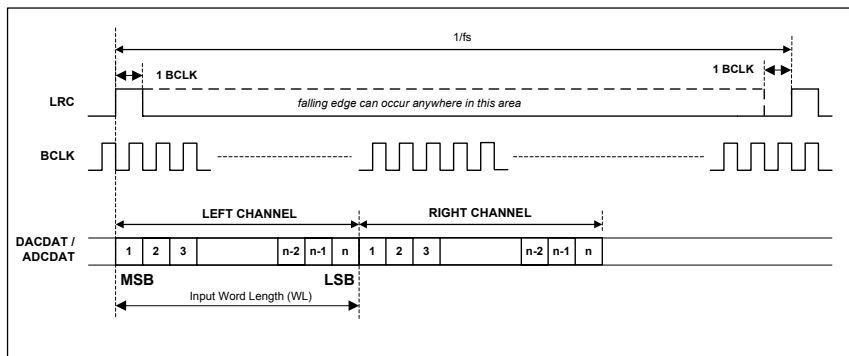 1/fs
1 BCLK
1 BCLK
LRC
falling edge can occur anywhere in this area
BCLK
LEFT CHANNEL
RIGHT CHANNEL
DACDAT /
ADCDAT
1 2 3 n-2 n-1 n 1 2 3 n-2 n-1 n
MSB LSB
Input Word Length (WL)